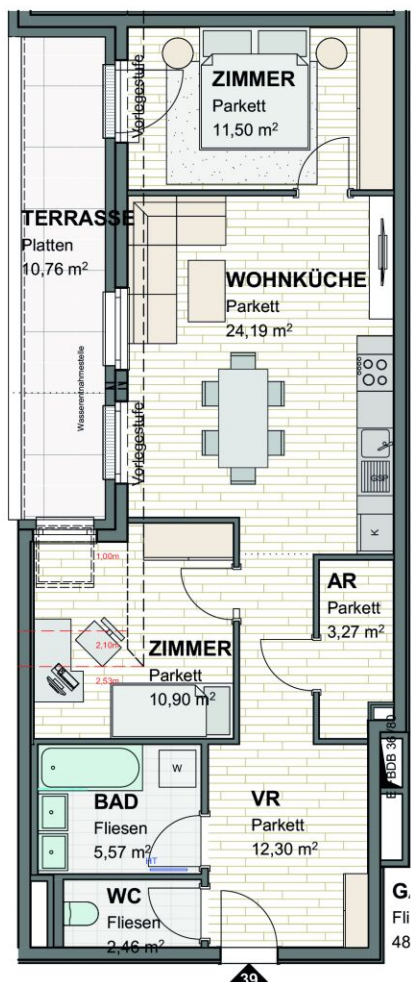 ZIMMER
Parkett
11,50 m²
Vorlegestufe
TERRASSE
Platten
10,76 m²
WOHNKÜCHE
Parkett
24,19 m²
Wasserentnahmestelle
Vorlegestufe
GSP
K
1,00m
2,10m
2,53m
ZIMMER
Parkett
10,90 m²
AR
Parkett
3,27 m²
W
BAD
Fliesen
5,57 m²
HT
VR
Parkett
12,30 m²
WC
Fliesen
2,46 m²
G
Fli
48
39